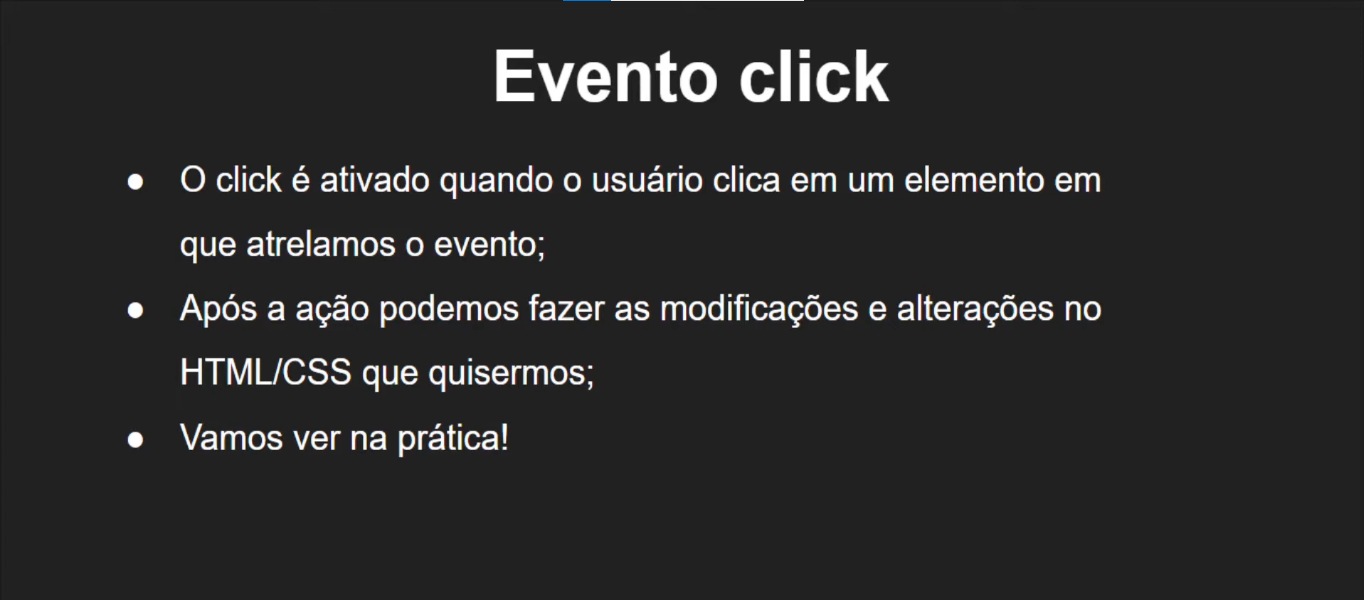 Evento click
● O click é ativado quando o usuário clica em um elemento em
que atrelamos o evento;
● Após a ação podemos fazer as modificações e alterações no
HTML/CSS que quisermos;
● Vamos ver na prática!